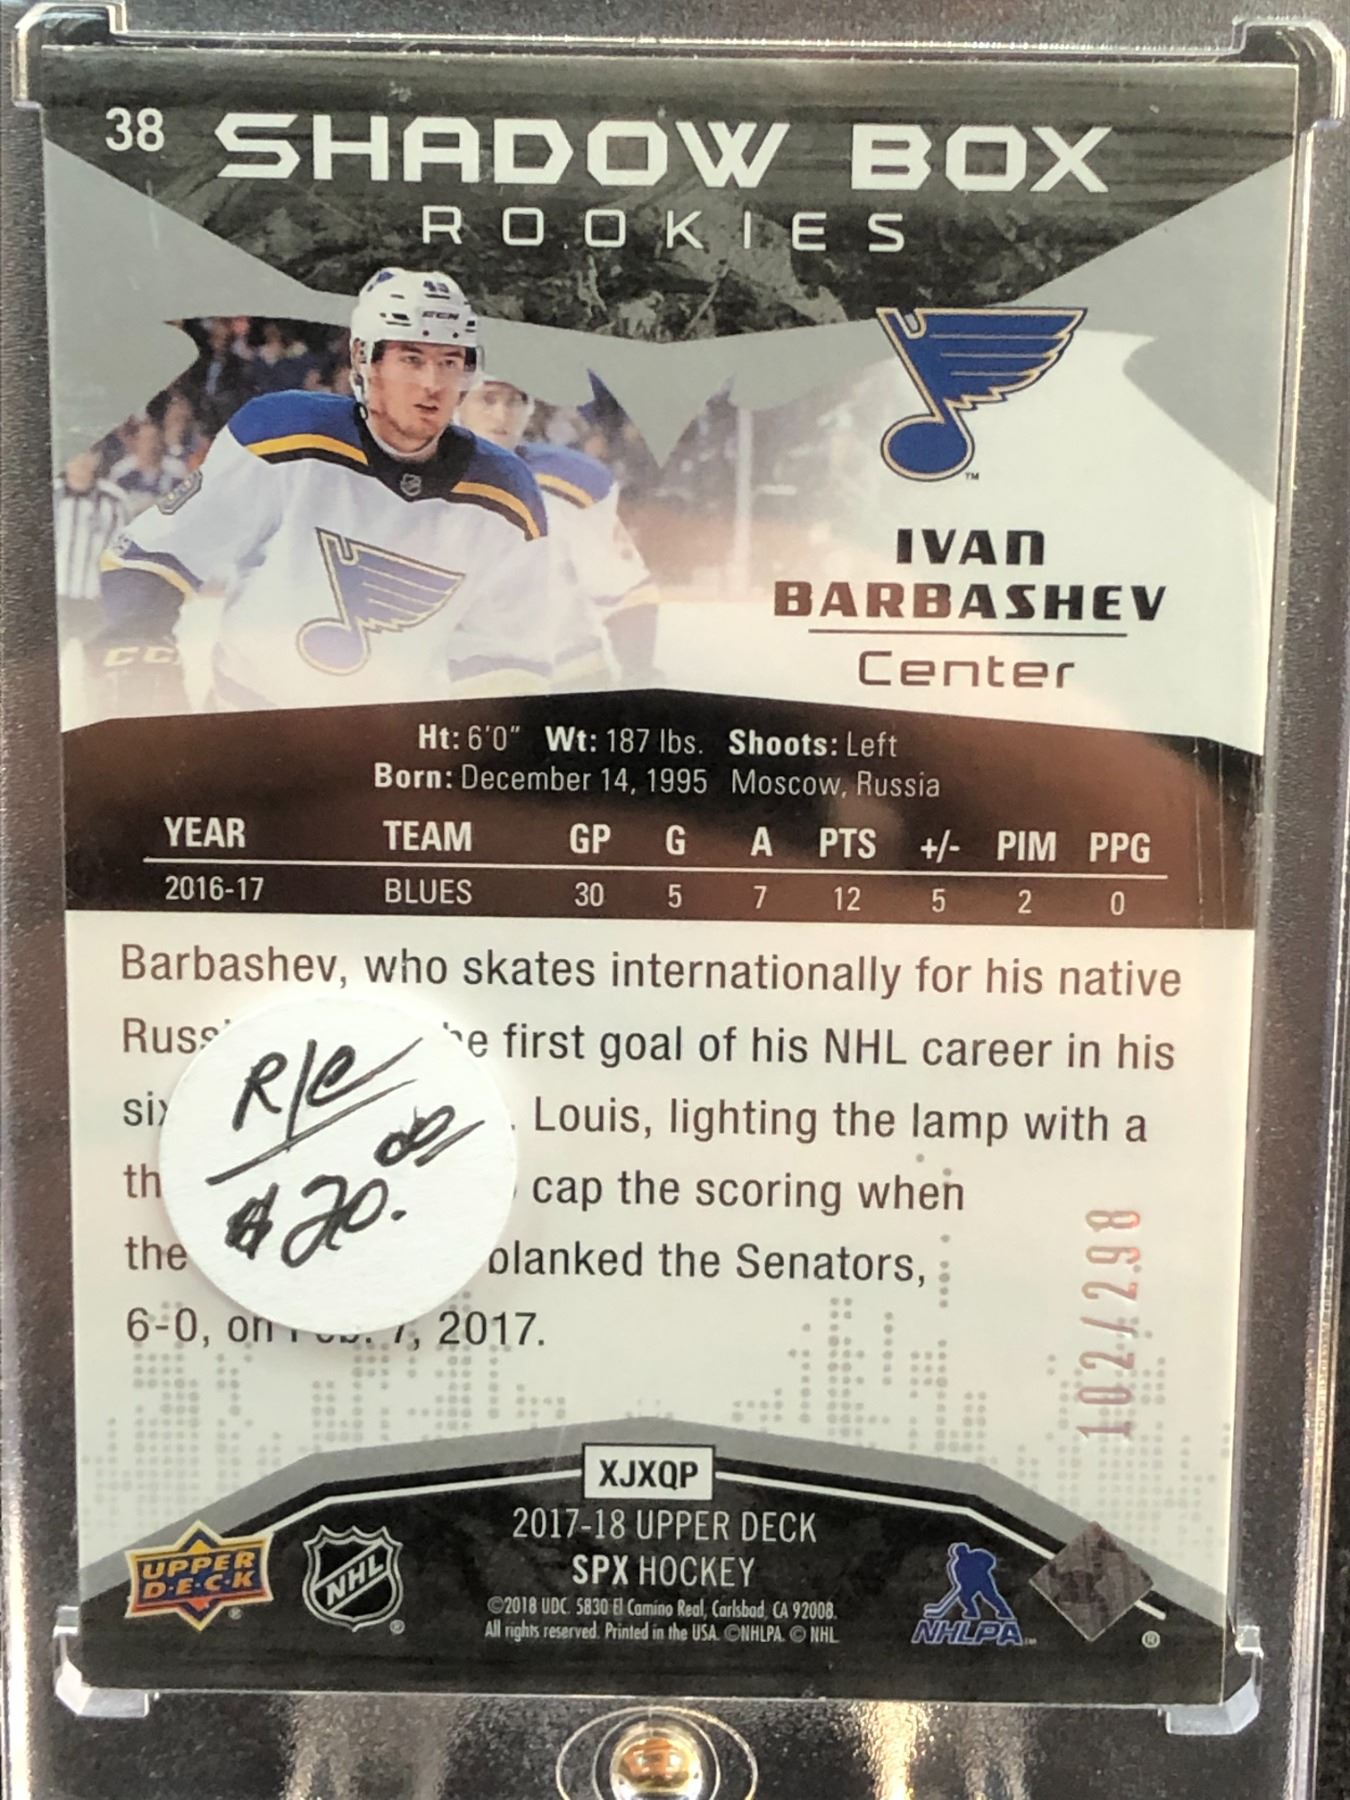 38 SHADOW BOX
ROOKIES
49
CCM
IVAN
BARBASHEV
Center
Ht: 6'0" Wt: 187 lbs. Shoots: Left
Born: December 14, 1995 Moscow, Russia
YEAR TEAM GP G A PTS +/- PIM PPG
2016-17 BLUES 30 5 7 12 5 2 0
Barbashev, who skates internationally for his native
first goal of his NHL career in his
Louis, lighting the lamp with a
cap the scoring when
the blanked the Senators,
6-0, on Feb. 7, 2017.
R/C
$20.00
102/298
XJXQP
2017-18 UPPER DECK
SPX HOCKEY
©2018 UDC. 5830 El Camino Real, Carlsbad, CA 92008.
All rights reserved. Printed in the USA. ©NHLPA. © NHL
UPPER
D·E·C·K
®
NHL
®
NHLPA
®